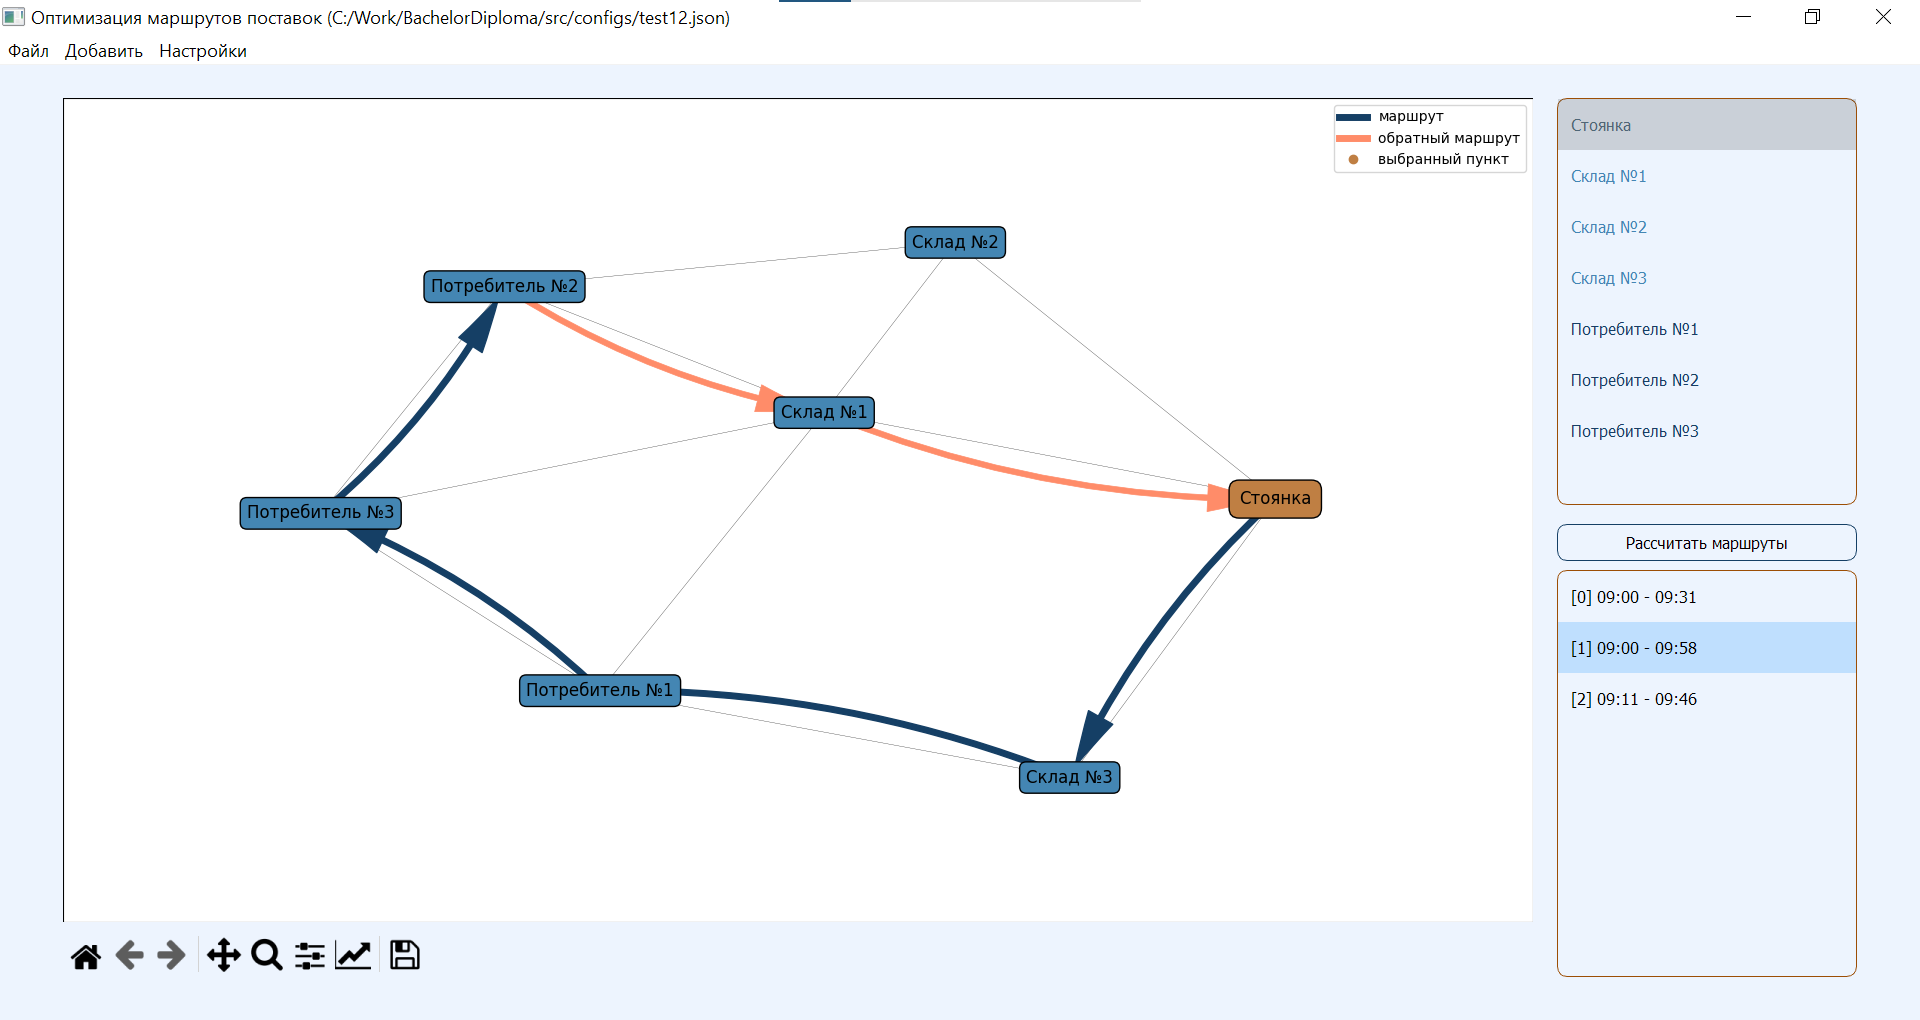 Оптимизация маршрутов поставок (C:/Work/BachelorDiploma/src/configs/test12.json)
Файл Добавить Настройки
маршрут
обратный маршрут
выбранный пункт
Склад №2
Потребитель №2
Склад №1
Стоянка
Потребитель №3
Потребитель №1
Склад №3
Стоянка
Склад №1
Склад №2
Склад №3
Потребитель №1
Потребитель №2
Потребитель №3
Рассчитать маршруты
[0] 09:00 - 09:31
[1] 09:00 - 09:58
[2] 09:11 - 09:46